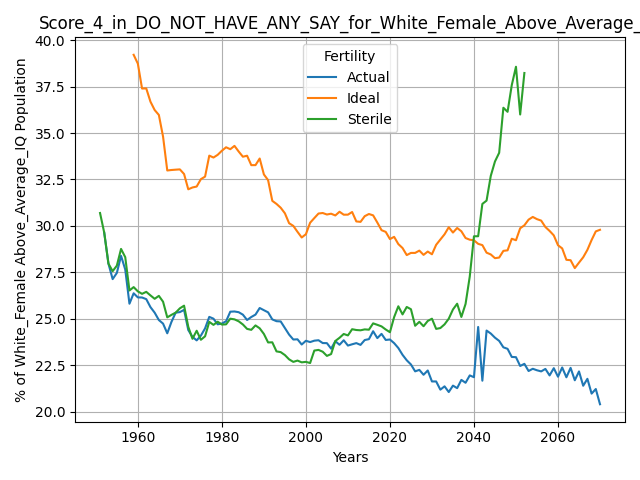 Score_4_in_DO_NOT_HAVE_ANY_SAY_for_White_Female_Above_Average_
Fertility
Actual
Ideal
Sterile
% of White_Female Above_Average_IQ Population
40.0
37.5
35.0
32.5
30.0
27.5
25.0
22.5
20.0
1960
1980
2000
2020
2040
2060
Years